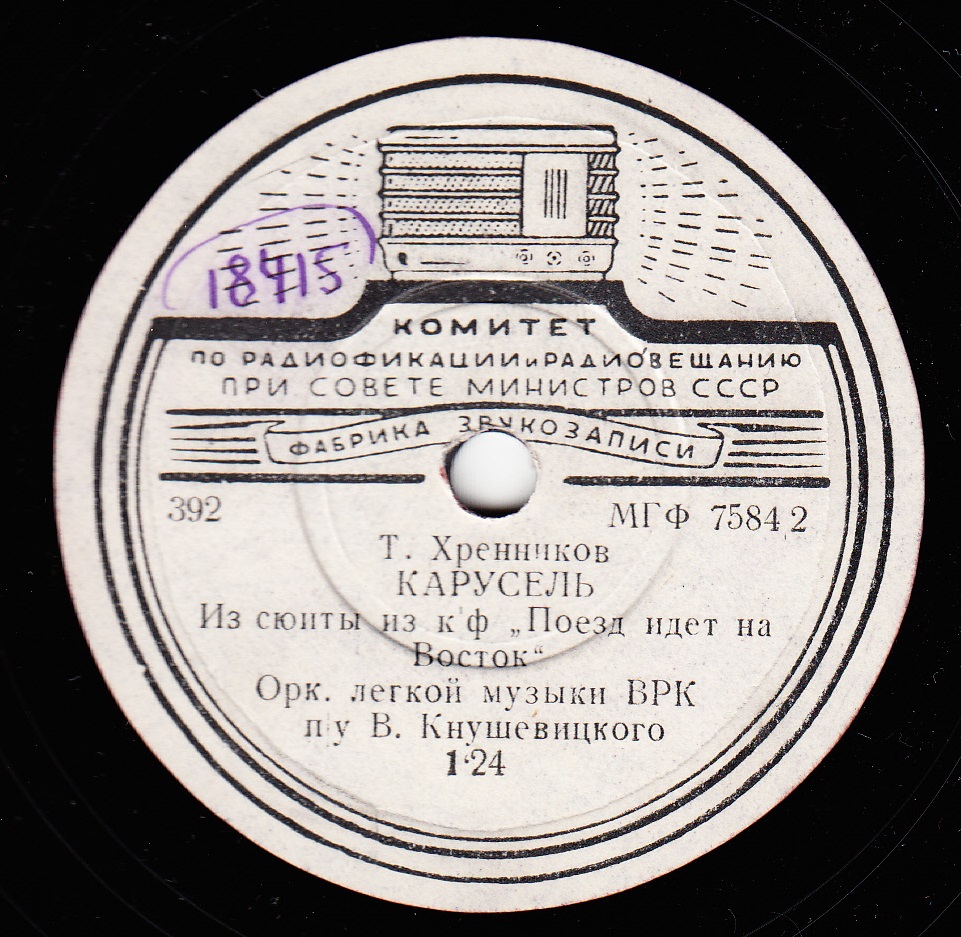 18415
КОМИТЕТ
ПО РАДИОФИКАЦИИ и РАДИОВЕЩАНИЮ
ПРИ СОВЕТЕ МИНИСТРОВ СССР
ФАБРИКА ЗВУКОЗАПИСИ
392 МГФ 7584 2
Т. Хренников
КАРУСЕЛЬ
Из сюиты из к/ф „Поезд идет на
Восток“
Орк. легкой музыки ВРК
п/у В. Кнушевицкого
1·24